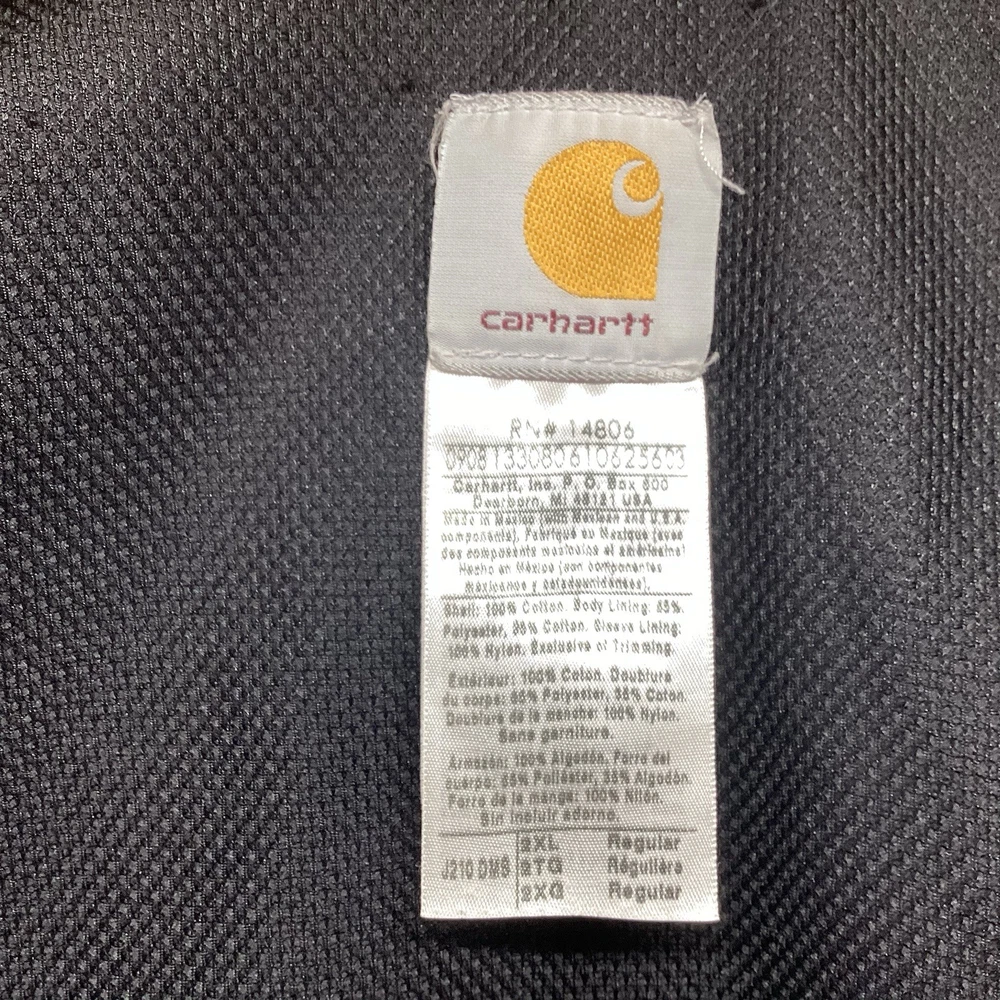 carhartt
RN# 14806
0908133080610625603
Carhartt, Inc. P. O. Box 600
Dearborn, MI 48121 USA
Made in Mexico (with Mexican and U.S.A.
components). Fabriqué au Mexique (avec
des composants mexicains et américains)
Hecho en México (con componentes
Mexicanos y estadounidenses).
Shell: 100% Cotton. Body Lining: 65%
Polyester, 35% Cotton. Sleeve Lining:
100% Nylon. Exclusive of Trimming.
Extérieur: 100% Coton. Doublure
du corps: 65% Polyester, 35% Coton.
Doublure de la manche: 100% Nylon.
Sans garniture.
Armazón: 100% Algodón. Forro del
cuerpo: 65% Poliéster, 35% Algodón.
Forro de la manga: 100% Nilón.
Sin incluir adorno.
2XL Regular
J210 DMS 2TG Régulière
2XG Regular